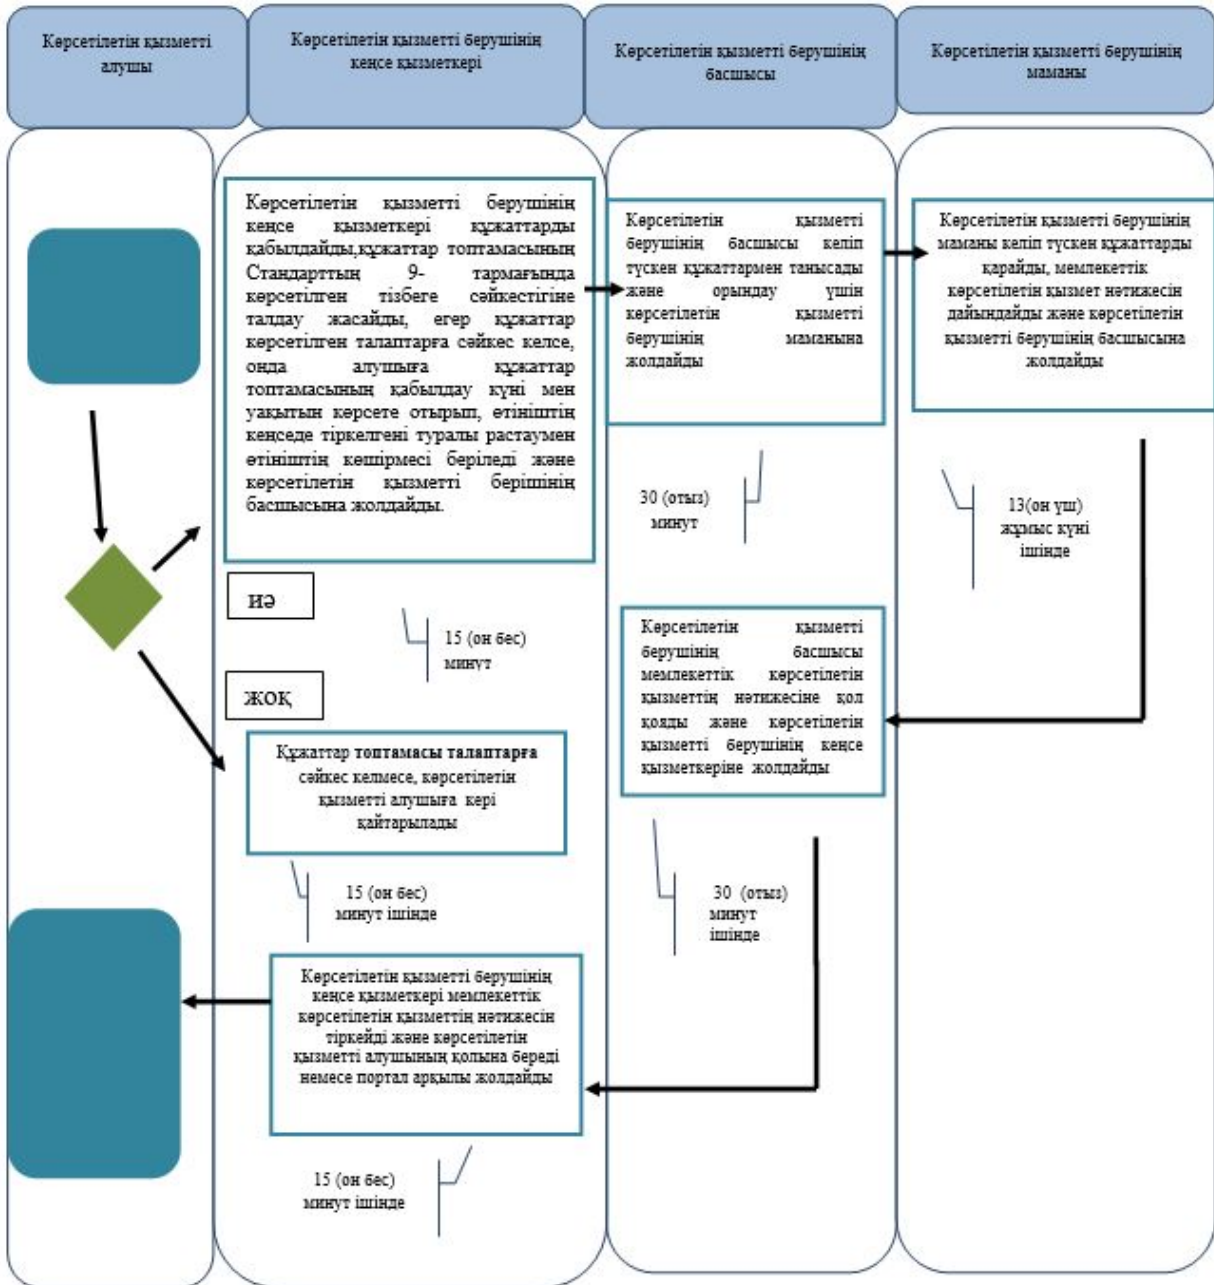 Көрсетілетін қызметті
алушы
Көрсетілетін қызметті берушінің
кеңсе қызметкері
Көрсетілетін қызметті берушінің
басшысы
Көрсетілетін қызметті берушінің
маманы
Көрсетілетін қызметті берушінің
кеңсе қызметкері құжаттарды
қабылдайды,құжаттар топтамасының
Стандарттың 9- тармағында
көрсетілген тізбеге сәйкестігіне
талдау жасайды, егер құжаттар
көрсетілген талаптарға сәйкес келсе,
онда алушыға құжаттар
топтамасының қабылдау күні мен
уақытын көрсете отырып, өтініштің
кеңседе тіркелгені туралы растаумен
өтініштің көшірмесі беріледі және
көрсетілетін қызметті берішінің
басшысына жолдайды.
Көрсетілетін қызметті
берушінің басшысы келіп
түскен құжаттармен танысады
және орындау үшін
көрсетілетін қызметті
берушінің маманына
жолдайды
Көрсетілетін қызметті берушінің
маманы келіп түскен құжаттарды
қарайды, мемлекеттік
көрсетілетін қызмет нәтижесін
дайындайды және көрсетілетін
қызметті берушінің басшысына
жолдайды
30 (отыз)
минут
13(он үш)
жұмыс күні
ішінде
иә
15 (он бес)
минут
жоқ
Көрсетілетін қызметті
берушінің басшысы
мемлекеттік көрсетілетін
қызметтің нәтижесіне қол
қояды және көрсетілетін
қызметті берушінің кеңсе
қызметкеріне жолдайды
Құжаттар топтамасы талаптарға
сәйкес келмесе, көрсетілетін
қызметті алушыға кері
қайтарылады
15 (он бес)
минут ішінде
30 (отыз)
минут
ішінде
Көрсетілетін қызметті берушінің
кеңсе қызметкері мемлекеттік
көрсетілетін қызметтің нәтижесін
тіркейді және көрсетілетін
қызметті алушының қолына береді
немесе портал арқылы жолдайды
15 (он бес)
минут ішінде